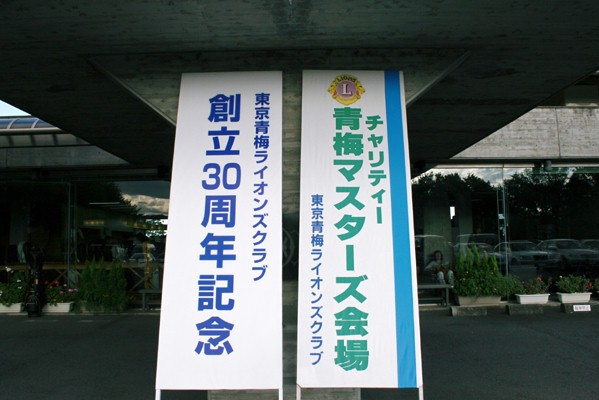 東京青梅ライオンズクラブ
創立30周年記念
L
チャリティー
青梅マスターズ会場
東京青梅ライオンズクラブ